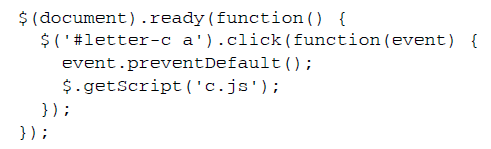 $(document).ready(function() {
  $('#letter-c a').click(function(event) {
    event.preventDefault();
    $.getScript('c.js');
  });
});